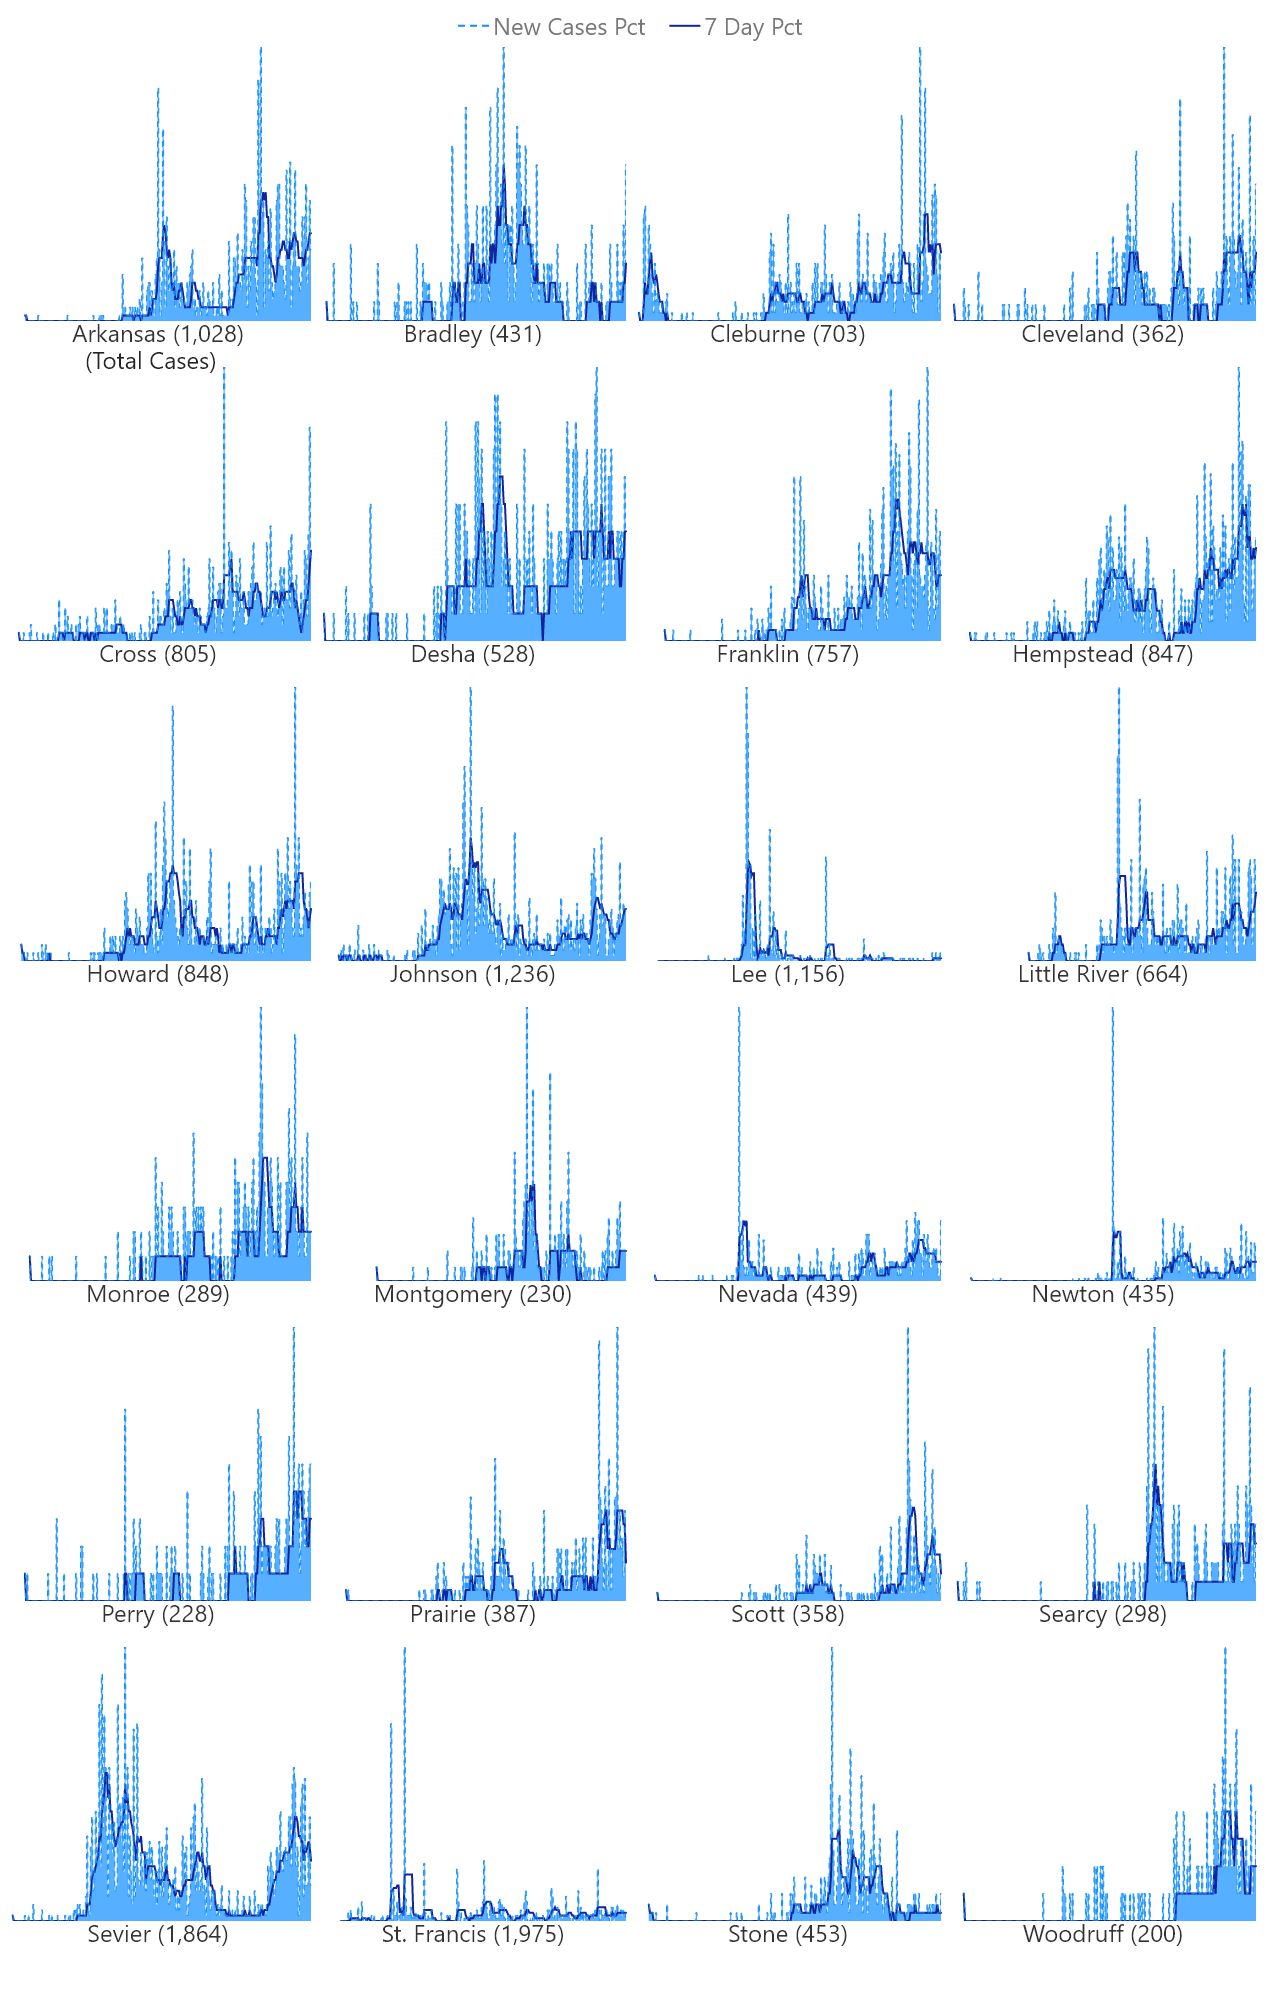 New Cases Pct 7 Day Pct
Arkansas (1,028) Bradley (431) Cleburne (703) Cleveland (362)
(Total Cases)
Cross (805) Desha (528) Franklin (757) Hempstead (847)
Howard (848) Johnson (1,236) Lee (1,156) Little River (664)
Monroe (289) Montgomery (230) Nevada (439) Newton (435)
Perry (228) Prairie (387) Scott (358) Searcy (298)
Sevier (1,864) St. Francis (1,975) Stone (453) Woodruff (200)